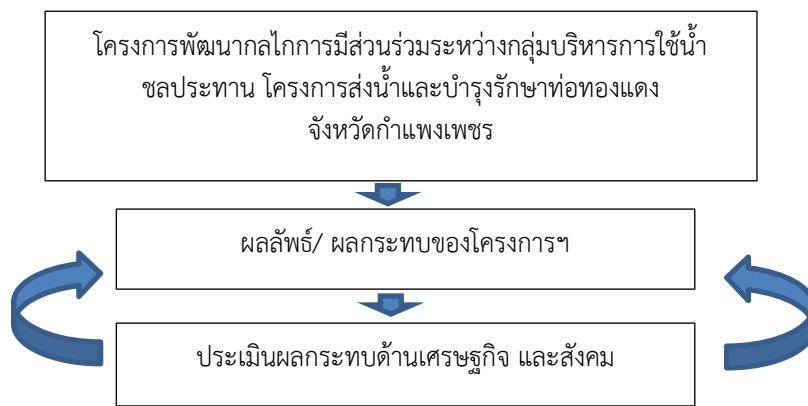 โครงการพัฒนากลไกการมีส่วนร่วมระหว่างกลุ่มบริหารการใช้น้ำ
ชลประทาน โครงการส่งน้ำและบำรุงรักษาท่อทองแดง
จังหวัดกำแพงเพชร
ผลลัพธ์/ ผลกระทบของโครงการฯ
ประเมินผลกระทบด้านเศรษฐกิจ และสังคม